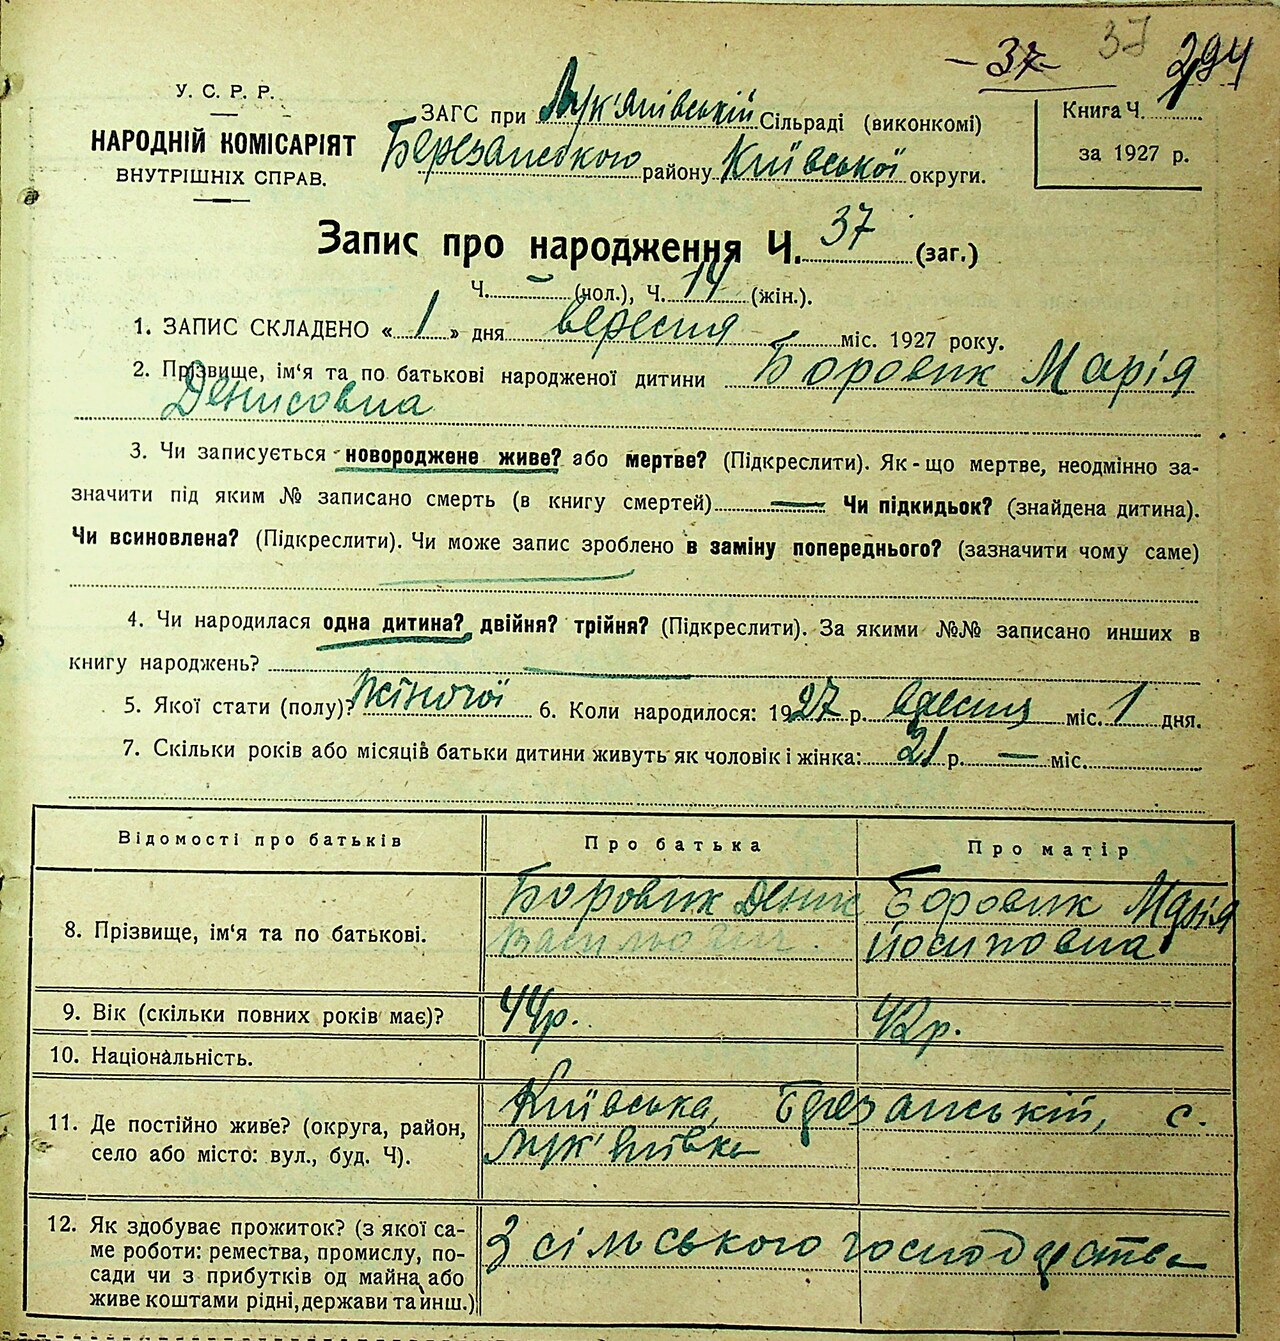 -37- 37 294
У. С. Р. Р.
НАРОДНІЙ КОМІСАРІЯТ
ВНУТРІШНІХ СПРАВ.
ЗАГС при Лук'янівській Сільраді (виконкомі)
Березанського району Київської округи.
Книга Ч.
за 1927 р.
Запис про народження Ч. 37 (заг.)
Ч. – (чол.), Ч. 14 (жін.).
1. ЗАПИС СКЛАДЕНО «1» дня вересня міс. 1927 року.
2. Прізвище, ім'я та по батькові народженої дитини Боровик Марія
Денисовна
3. Чи записується новороджене живе? або мертве? (Підкреслити). Як-що мертве, неодмінно за-
значити під яким № записано смерть (в книгу смертей) — Чи підкидьок? (знайдена дитина).
Чи всиновлена? (Підкреслити). Чи може запис зроблено в заміну попереднього? (зазначити чому саме)
4. Чи народилася одна дитина? двійня? трійня? (Підкреслити). За якими №№ записано инших в
книгу народжень?
5. Якої стати (полу)? жіночої 6. Коли народилося: 1927 р. вересня міс. 1 дня.
7. Скільки років або місяців батьки дитини живуть як чоловік і жінка: 21 р. — міс.
Відомості про батьків Про батька Про матір
8. Прізвище, ім'я та по батькові. Боровик Денис Боровик Марія
Васильович. Йосиповна
9. Вік (скільки повних років має)? 44р. 42р.
10. Національність.
11. Де постійно живе? (округа, район, Київська, Березанській, с.
село або місто: вул., буд. Ч). Лук'янівка
12. Як здобуває прожиток? (з якої са-
ме роботи: ремества, промислу, по- З сільського господарства
сади чи з прибутків од майна або
живе коштами рідні, держави та инш.)